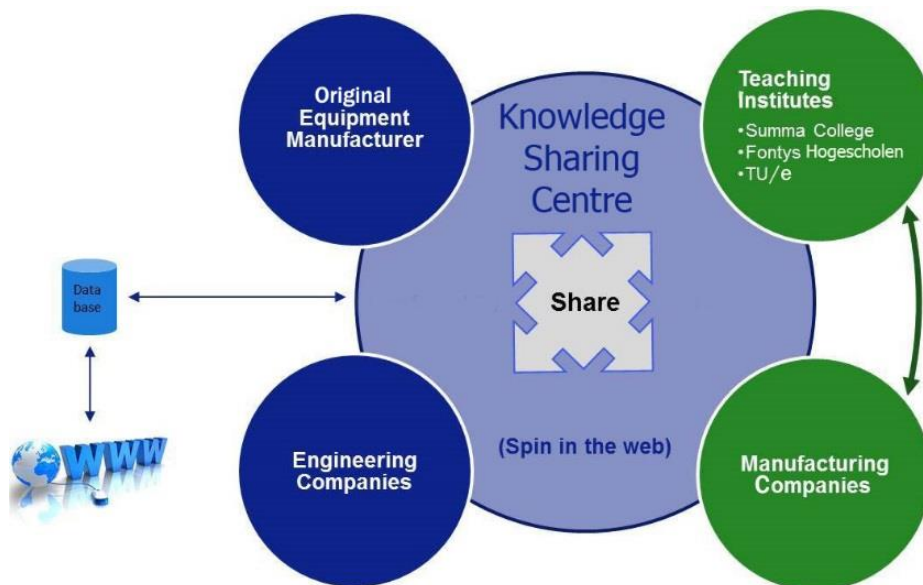 Original
Equipment
Manufacturer
Knowledge
Sharing
Centre
Teaching
Institutes
•Summa College
•Fontys Hogescholen
•TU/e
Data
base
Share
WWW
Engineering
Companies
(Spin in the web)
Manufacturing
Companies